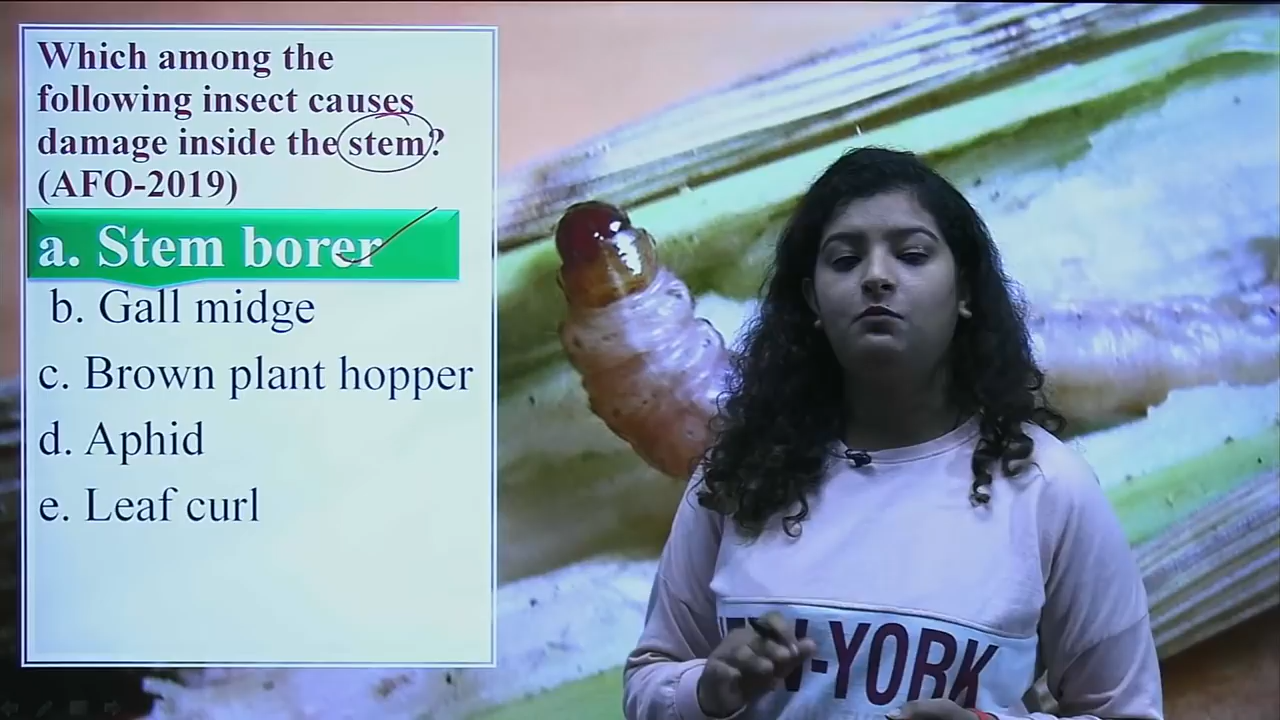 Which among the
following insect causes
damage inside the stem?
(AFO-2019)
a. Stem borer
b. Gall midge
c. Brown plant hopper
d. Aphid
e. Leaf curl
-YORK